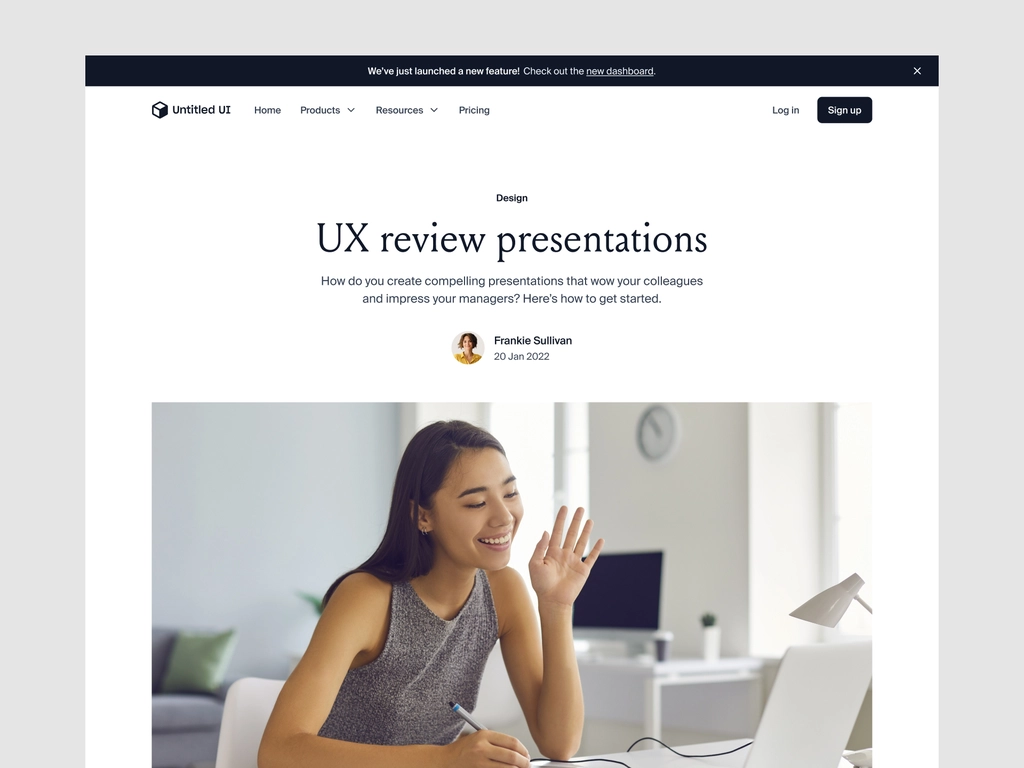 We've just launched a new feature! Check out the new dashboard.
Untitled UI Home Products Resources Pricing Log in Sign up
Design
UX review presentations
How do you create compelling presentations that wow your colleagues
and impress your managers? Here's how to get started.
Frankie Sullivan
20 Jan 2022